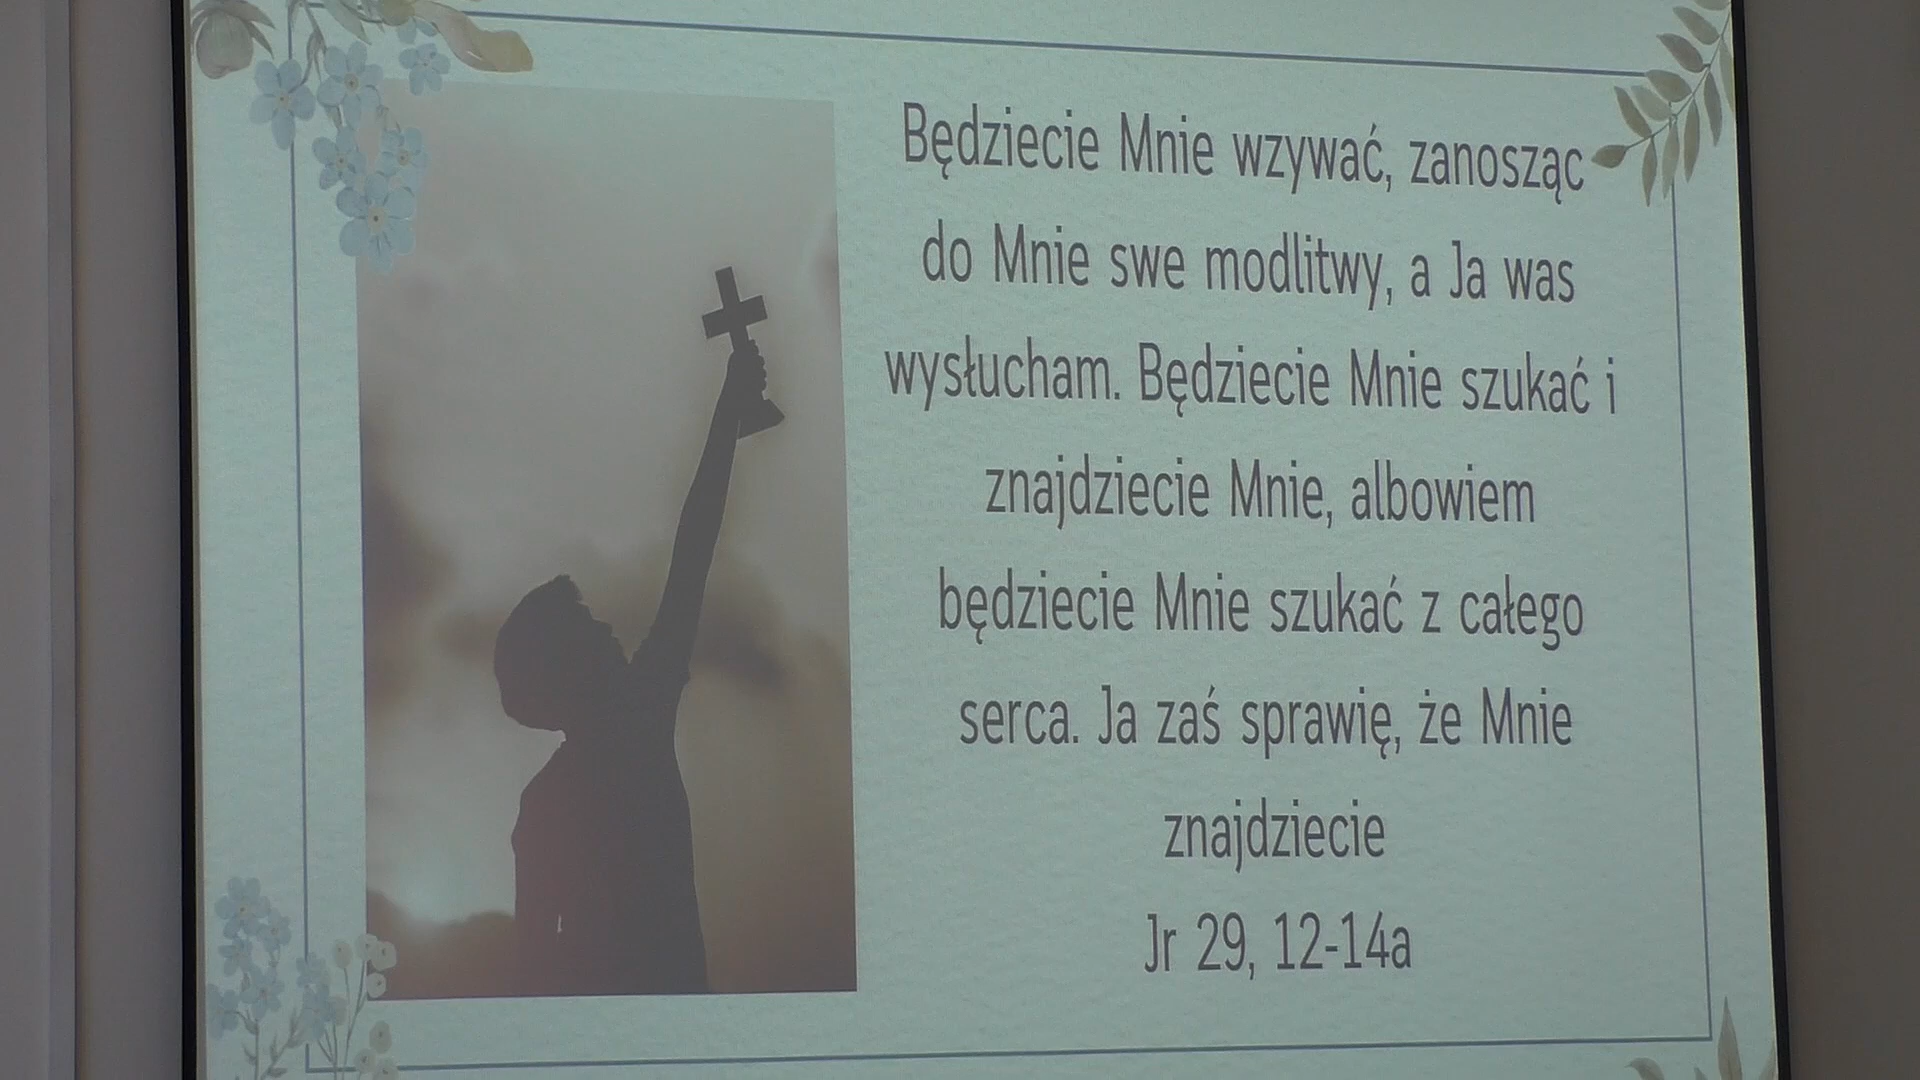 Będziecie Mnie wzywać, zanosząc
do Mnie swe modlitwy, a Ja was
wysłucham. Będziecie Mnie szukać i
znajdziecie Mnie, albowiem
będziecie Mnie szukać z całego
serca. Ja zaś sprawię, że Mnie
znajdziecie
Jr 29, 12-14a